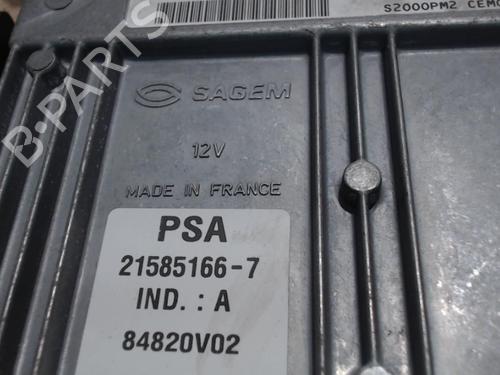 S2000PM2 CEM
SAGEM
12V
MADE IN FRANCE
PSA
21585166-7
IND. : A
84820V02
B-PARTS